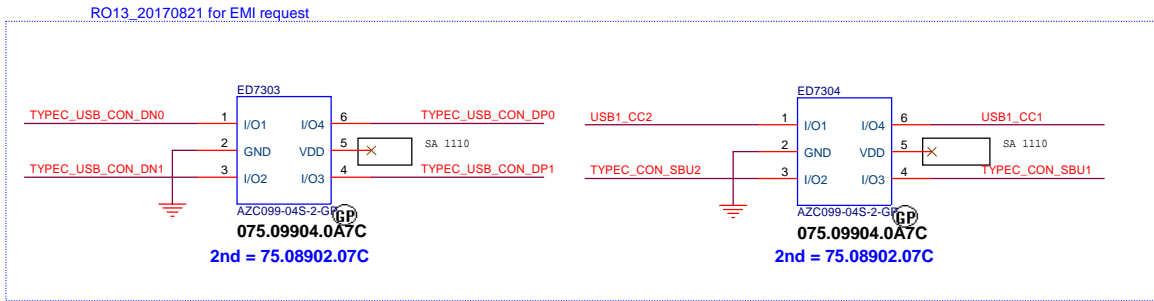 RO13_20170821 for EMI request
ED7303
TYPEC_USB_CON_DN0 1 I/O1 I/O4 6 TYPEC_USB_CON_DP0
2 GND VDD 5 SA 1110
TYPEC_USB_CON_DN1 3 I/O2 I/O3 4 TYPEC_USB_CON_DP1
AZC099-04S-2-GP
GP
075.09904.0A7C
2nd = 75.08902.07C
ED7304
USB1_CC2 1 I/O1 I/O4 6 USB1_CC1
2 GND VDD 5 SA 1110
TYPEC_CON_SBU2 3 I/O2 I/O3 4 TYPEC_CON_SBU1
AZC099-04S-2-GP
GP
075.09904.0A7C
2nd = 75.08902.07C